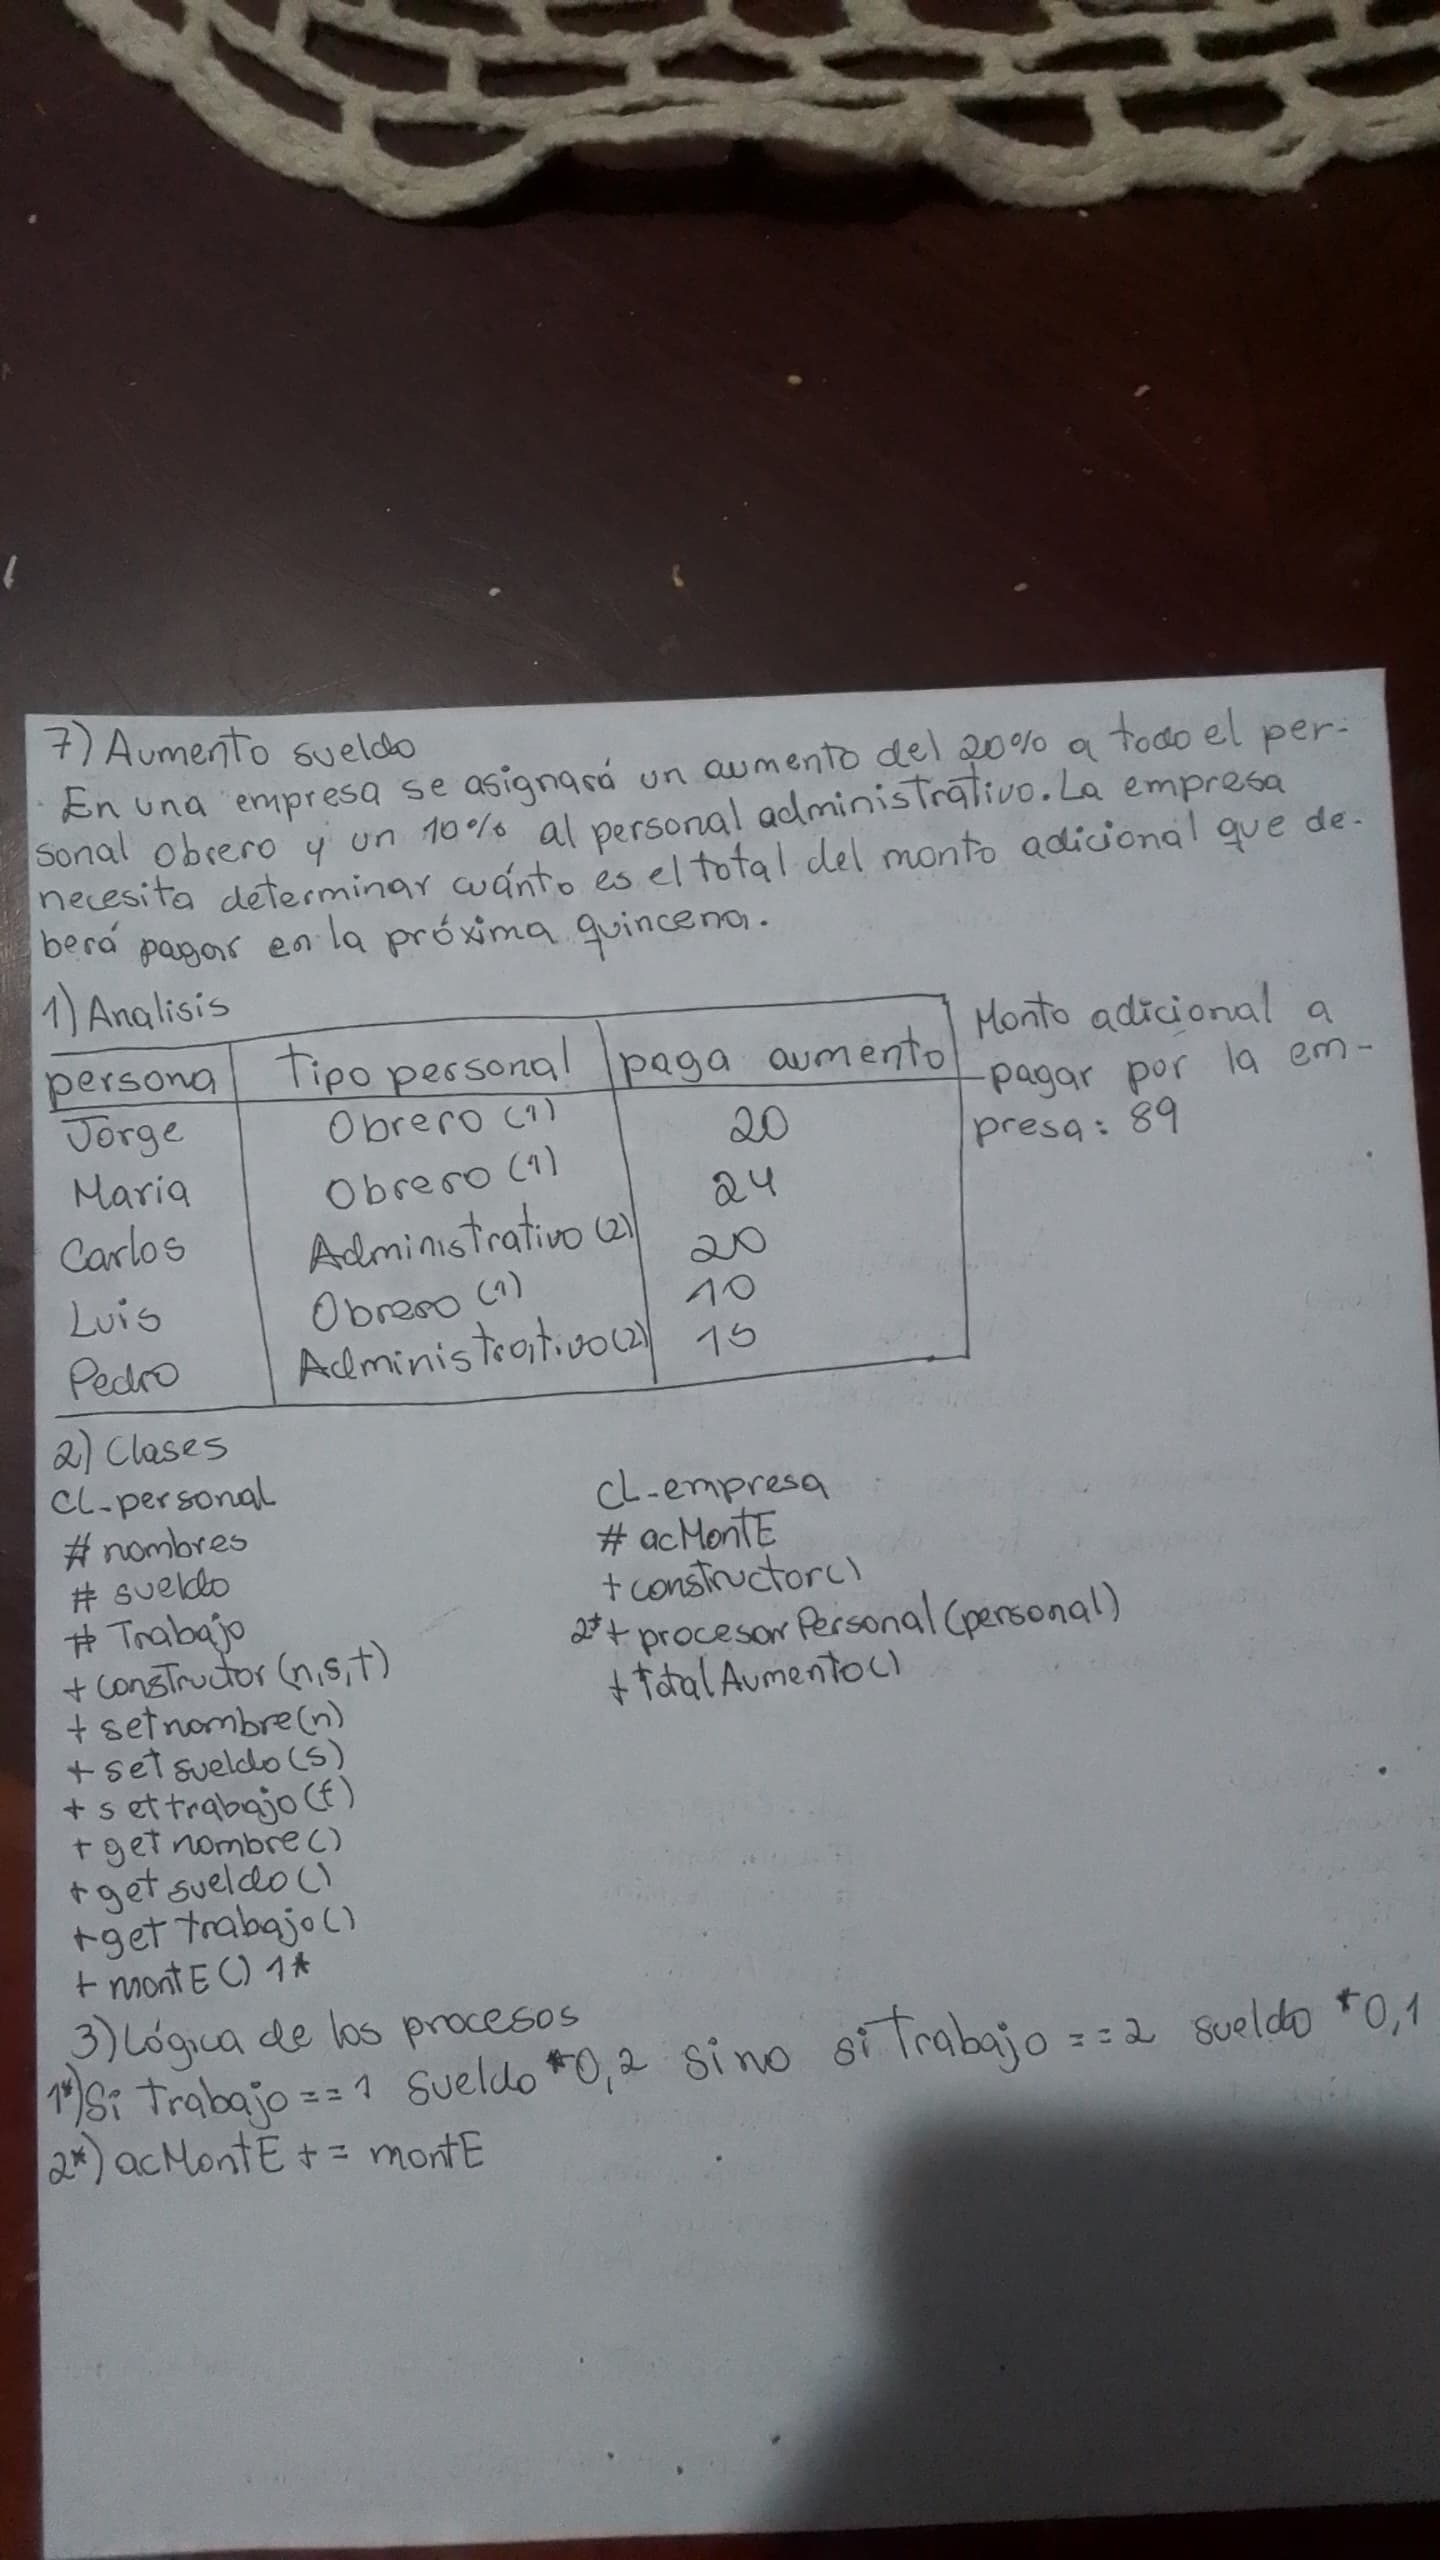 7) Aumento sueldo
En una empresa se asignará un aumento del 20% a todo el per-
sonal obrero y un 10% al personal administrativo. La empresa
necesita determinar cuánto es el total del monto adicional que de-
berá pagar en la próxima quincena.
1) Analisis
persona Tipo personal paga aumento
Jorge Obrero (1) 20
Maria Obrero (1) 24
Carlos Administrativo (2) 20
Luis Obrero (1) 10
Pedro Administrativo (2) 15
Monto adicional a
pagar por la em-
presa: 89
2) Clases
CL-personal
# nombres
# sueldo
# Trabajo
+ constructor (n,s,t)
+ setnombre(n)
+ set sueldo(s)
+ settrabajo(t)
+ get nombre()
+ get sueldo()
+ get trabajo()
+ montE() 1*
CL-empresa
# acMontE
+ constructor()
2* + procesar Personal (personal)
+ total Aumento()
3) Lógica de los procesos
1*) Si trabajo == 1 sueldo * 0,2 sino si Trabajo == 2 sueldo * 0,1
2*) acMontE += montE